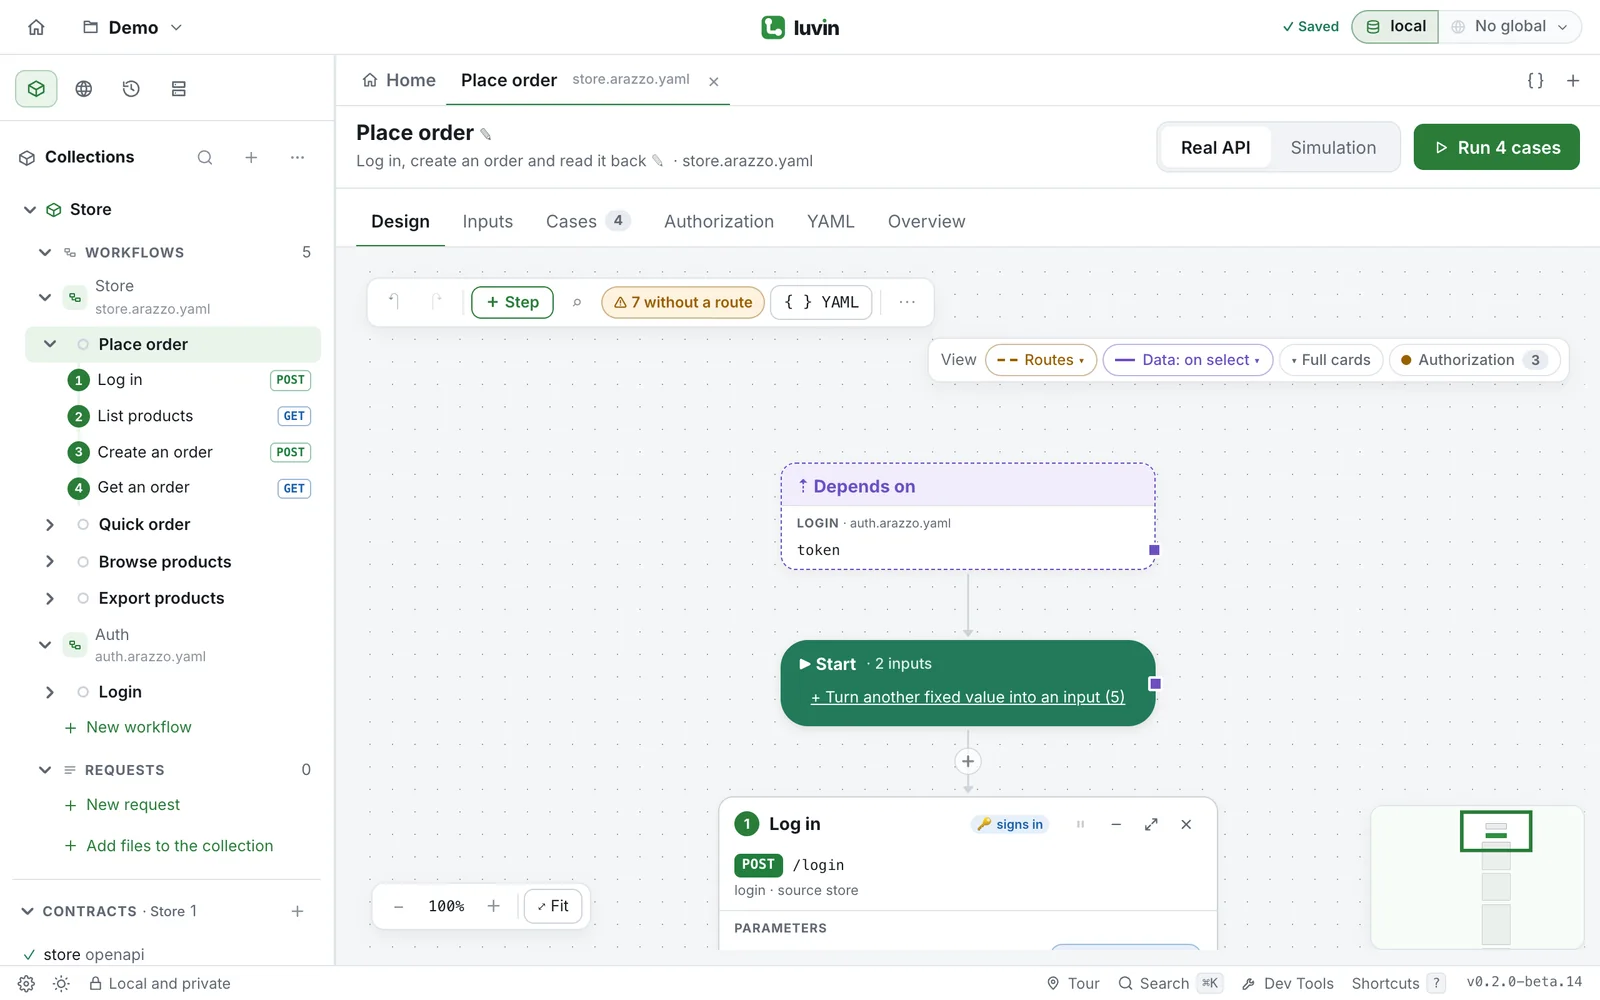 Demo
luvin
Saved
local
No global
Home
Place order store.arazzo.yaml
Collections
Store
WORKFLOWS 5
Store
store.arazzo.yaml
Place order
1 Log in POST
2 List products GET
3 Create an order POST
4 Get an order GET
Quick order
Browse products
Export products
Auth
auth.arazzo.yaml
Login
+ New workflow
REQUESTS 0
+ New request
+ Add files to the collection
CONTRACTS · Store 1
store openapi
Place order
Log in, create an order and read it back · store.arazzo.yaml
Real API
Simulation
Run 4 cases
Design
Inputs
Cases 4
Authorization
YAML
Overview
+ Step
7 without a route
{ } YAML
View
Routes
Data: on select
Full cards
Authorization 3
Depends on
LOGIN · auth.arazzo.yaml
token
Start · 2 inputs
+ Turn another fixed value into an input (5)
1 Log in
signs in
POST /login
login · source store
PARAMETERS
− 100% +
Fit
Local and private
Tour
Search ⌘K
Dev Tools
Shortcuts ?
v0.2.0-beta.14